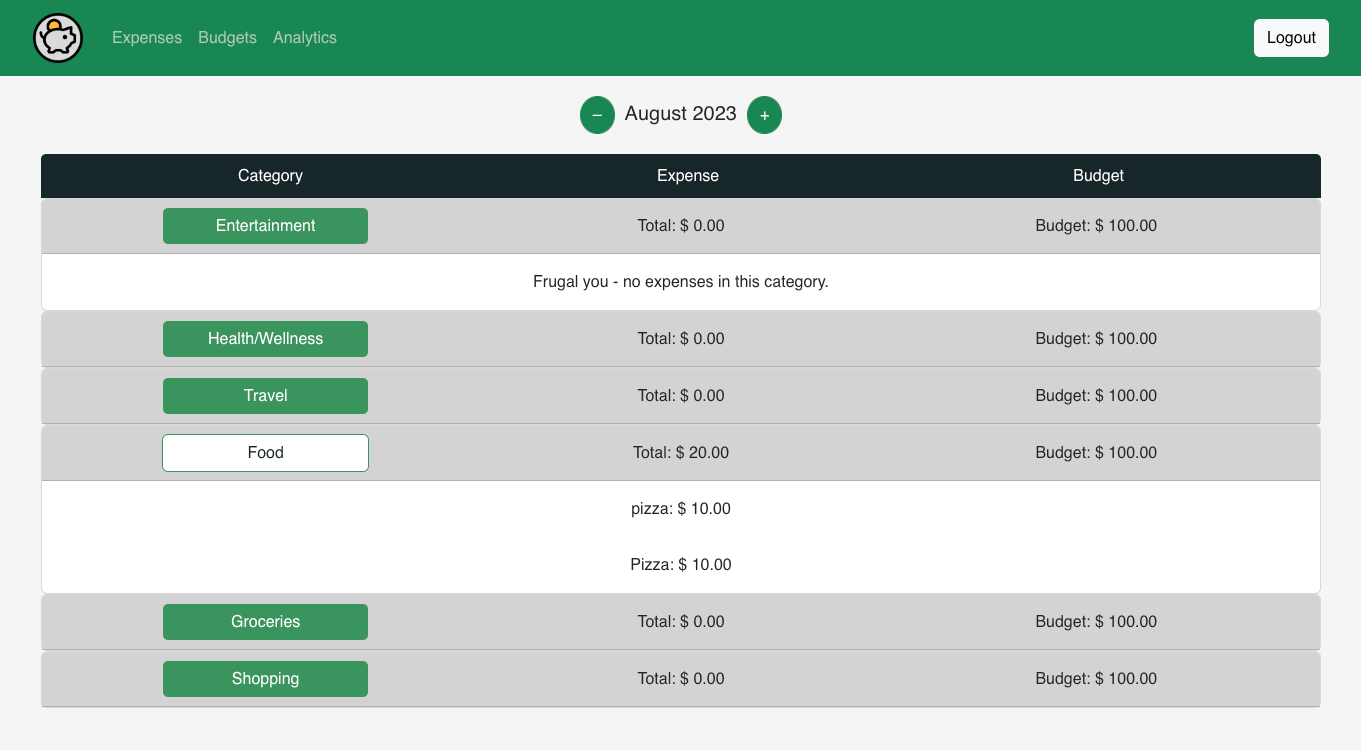 Expenses Budgets Analytics Logout
− August 2023 +
Category Expense Budget
Entertainment Total: $ 0.00 Budget: $ 100.00
Frugal you - no expenses in this category.
Health/Wellness Total: $ 0.00 Budget: $ 100.00
Travel Total: $ 0.00 Budget: $ 100.00
Food Total: $ 20.00 Budget: $ 100.00
pizza: $ 10.00
Pizza: $ 10.00
Groceries Total: $ 0.00 Budget: $ 100.00
Shopping Total: $ 0.00 Budget: $ 100.00